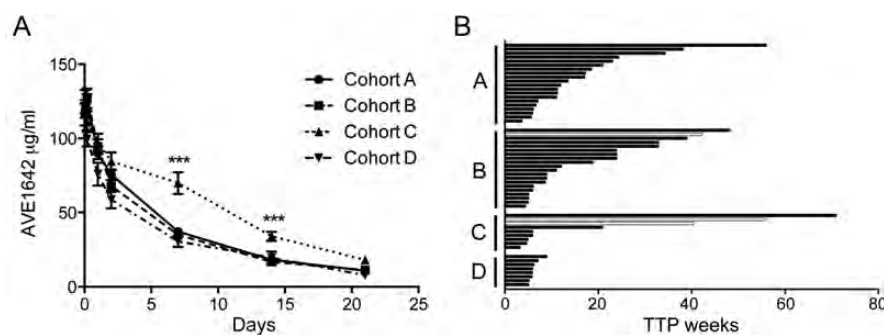 A
AVE1642 µg/ml
150
100
50
0
0 5 10 15 20 25
Days
Cohort A
Cohort B
Cohort C
Cohort D
***
***
B
A
B
C
D
0 20 40 60 80
TTP weeks